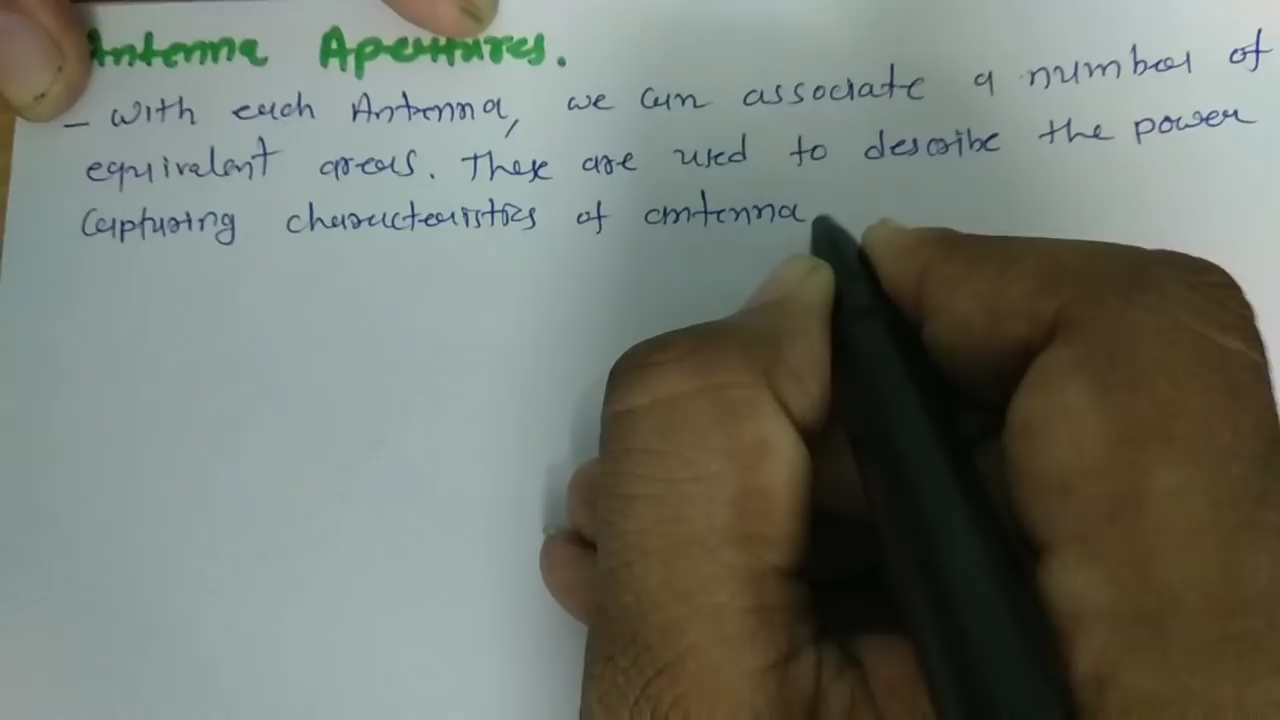 Antenna Apertures.
- with each Antenna, we can associate a number of
equivalent areas. These are used to describe the power
Capturing characteristics of antenna